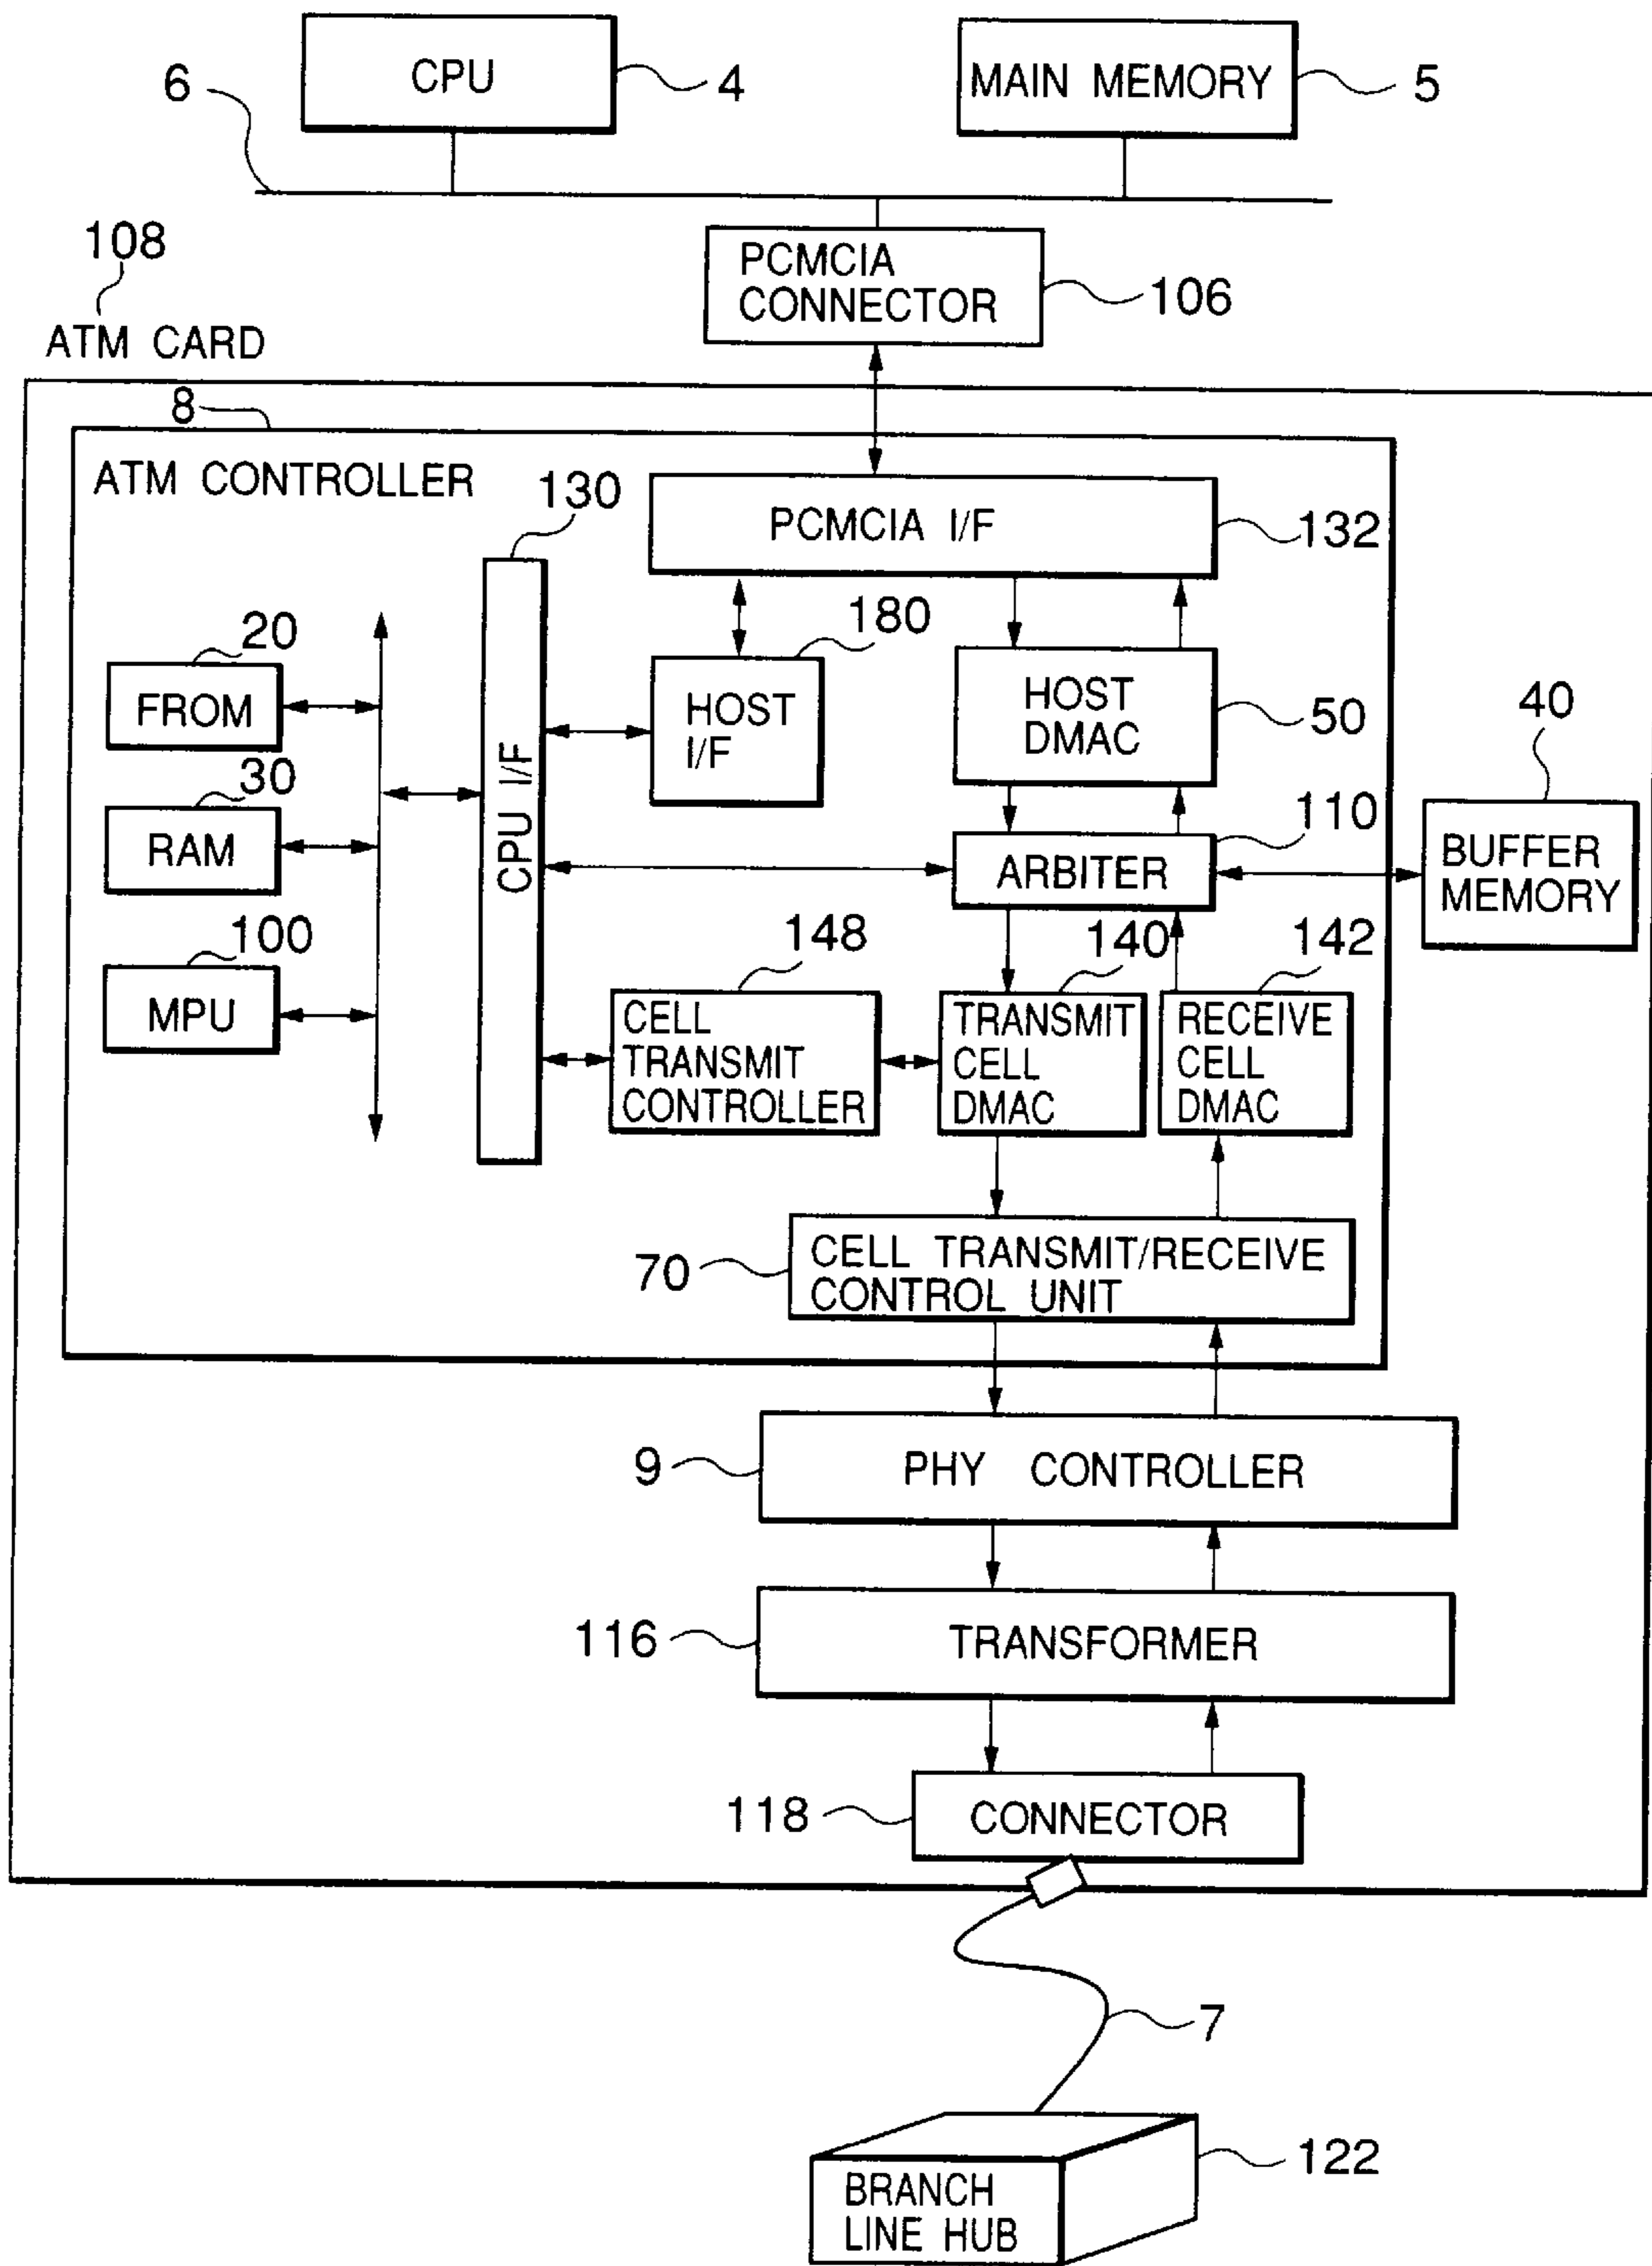 6
CPU
4
MAIN MEMORY
5
108
PCMCIA
CONNECTOR
106
ATM CARD
8
ATM CONTROLLER
130
PCMCIA I/F
132
20
FROM
180
HOST
I/F
HOST
DMAC
50
40
30
RAM
CPU I/F
110
ARBITER
BUFFER
MEMORY
100
MPU
148
CELL
TRANSMIT
CONTROLLER
140
TRANSMIT
CELL
DMAC
142
RECEIVE
CELL
DMAC
70
CELL TRANSMIT/RECEIVE
CONTROL UNIT
9
PHY CONTROLLER
116
TRANSFORMER
118
CONNECTOR
7
122
BRANCH
LINE HUB